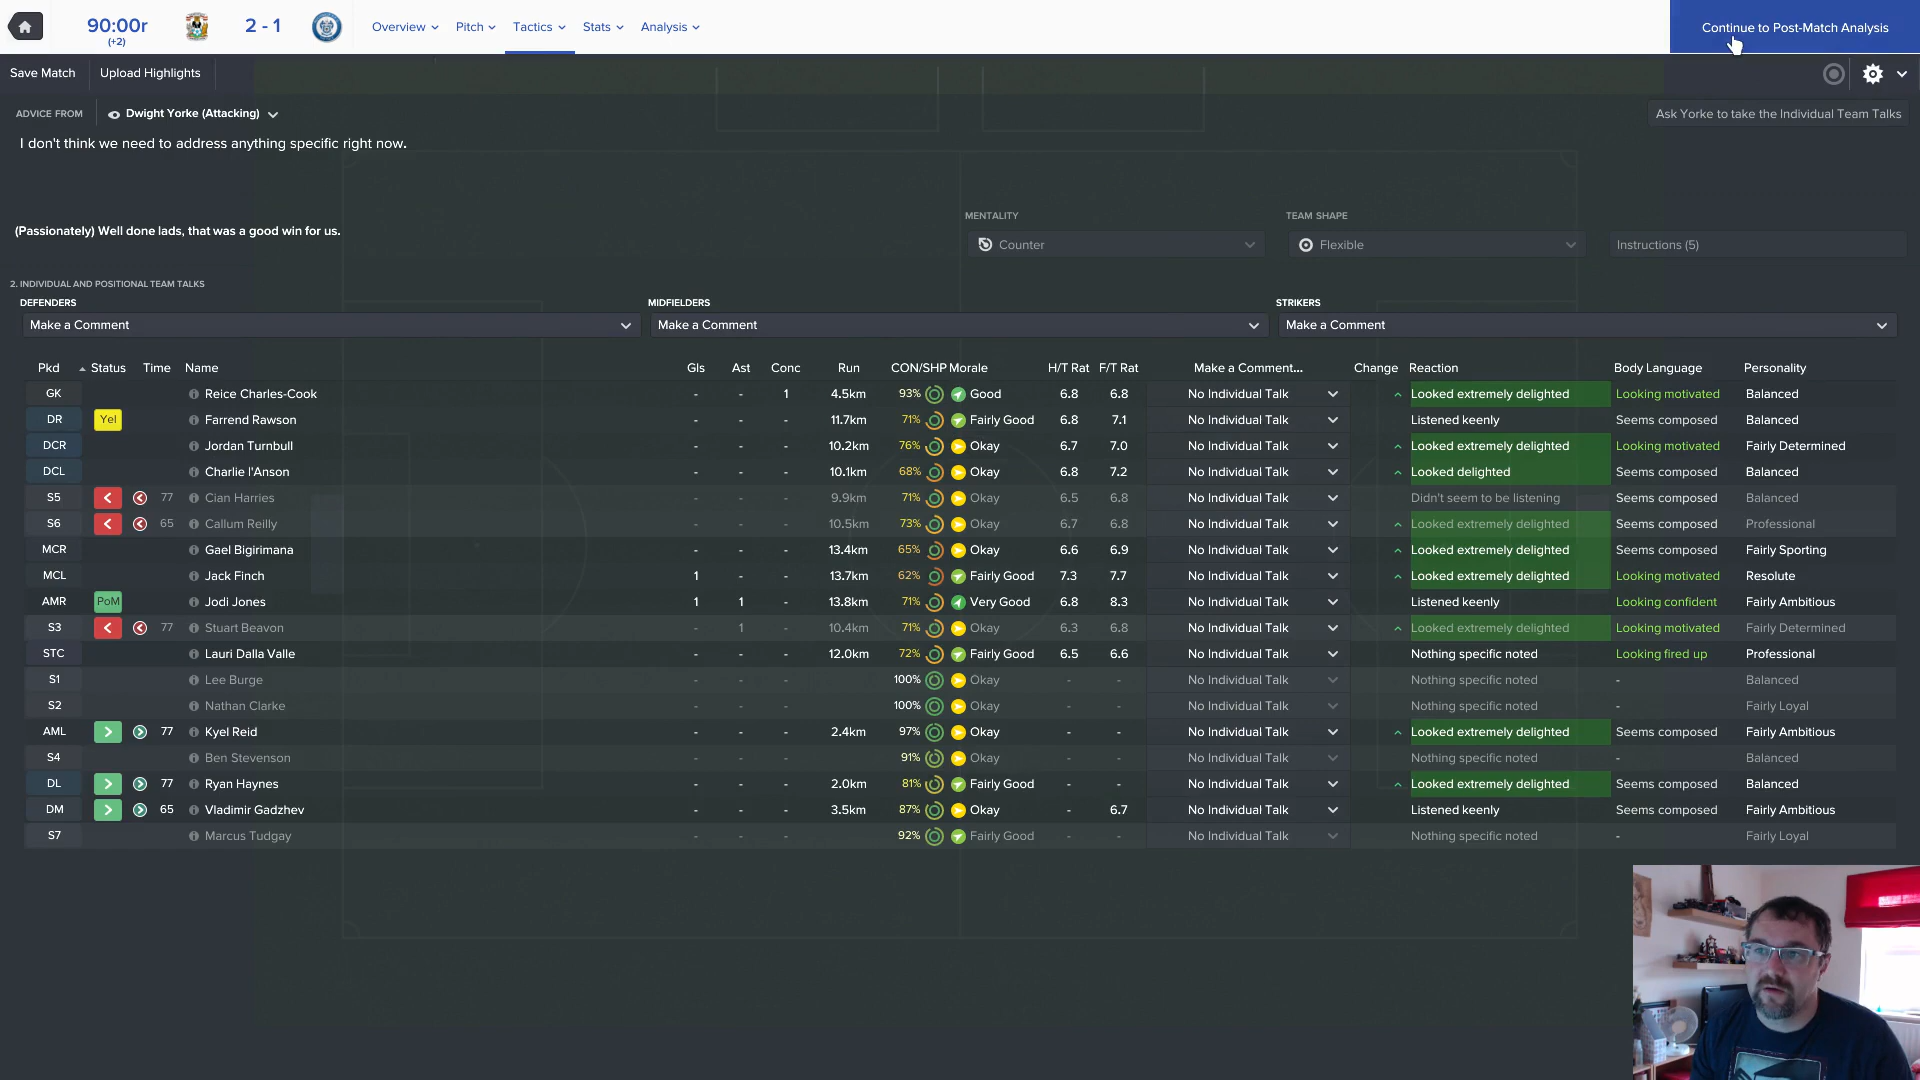 90:00r
(+2)
2 - 1
Overview
Pitch
Tactics
Stats
Analysis
Continue to Post-Match Analysis
Save Match
Upload Highlights
ADVICE FROM
Dwight Yorke (Attacking)
Ask Yorke to take the Individual Team Talks
I don't think we need to address anything specific right now.
MENTALITY
TEAM SHAPE
(Passionately) Well done lads, that was a good win for us.
Counter
Flexible
Instructions (5)
2. INDIVIDUAL AND POSITIONAL TEAM TALKS
DEFENDERS
MIDFIELDERS
STRIKERS
Make a Comment
Make a Comment
Make a Comment
Pkd Status Time Name Gls Ast Conc Run CON/SHP Morale H/T Rat F/T Rat Make a Comment... Change Reaction Body Language Personality
GK Reice Charles-Cook - - 1 4.5km 93% Good 6.8 6.8 No Individual Talk Looked extremely delighted Looking motivated Balanced
DR Yel Farrend Rawson - - - 11.7km 71% Fairly Good 6.8 7.1 No Individual Talk Listened keenly Seems composed Balanced
DCR Jordan Turnbull - - - 10.2km 76% Okay 6.7 7.0 No Individual Talk Looked extremely delighted Looking motivated Fairly Determined
DCL Charlie I'Anson - - - 10.1km 68% Okay 6.8 7.2 No Individual Talk Looked delighted Seems composed Balanced
S5 77 Cian Harries - - - 9.9km 71% Okay 6.5 6.8 No Individual Talk Didn't seem to be listening Seems composed Balanced
S6 65 Callum Reilly - - - 10.5km 73% Okay 6.7 6.8 No Individual Talk Looked extremely delighted Seems composed Professional
MCR Gael Bigirimana - - - 13.4km 65% Okay 6.6 6.9 No Individual Talk Looked extremely delighted Seems composed Fairly Sporting
MCL Jack Finch 1 - - 13.7km 62% Fairly Good 7.3 7.7 No Individual Talk Looked extremely delighted Looking motivated Resolute
AMR PoM Jodi Jones 1 1 - 13.8km 71% Very Good 6.8 8.3 No Individual Talk Listened keenly Looking confident Fairly Ambitious
S3 77 Stuart Beavon - 1 - 10.4km 71% Okay 6.3 6.8 No Individual Talk Looked extremely delighted Looking motivated Fairly Determined
STC Lauri Dalla Valle - - - 12.0km 72% Fairly Good 6.5 6.6 No Individual Talk Nothing specific noted Looking fired up Professional
S1 Lee Burge - - - 100% Okay - - No Individual Talk Nothing specific noted - Balanced
S2 Nathan Clarke - - - 100% Okay - - No Individual Talk Nothing specific noted - Fairly Loyal
AML 77 Kyel Reid - - - 2.4km 97% Okay - - No Individual Talk Looked extremely delighted Seems composed Fairly Ambitious
S4 Ben Stevenson - - - 91% Okay - - No Individual Talk Nothing specific noted - Balanced
DL 77 Ryan Haynes - - - 2.0km 81% Fairly Good - - No Individual Talk Looked extremely delighted Seems composed Balanced
DM 65 Vladimir Gadzhev - - - 3.5km 87% Okay - 6.7 No Individual Talk Listened keenly Seems composed Fairly Ambitious
S7 Marcus Tudgay - - - 92% Fairly Good - - No Individual Talk Nothing specific noted - Fairly Loyal